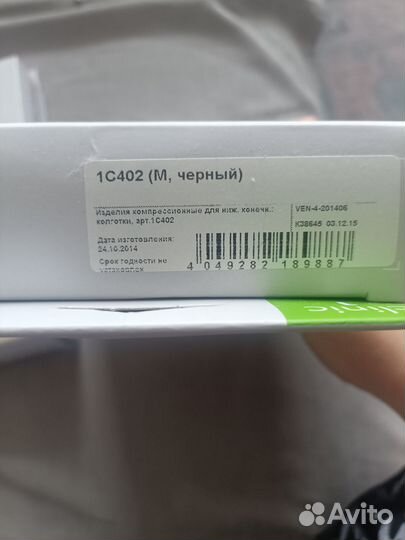 1С402 (М, черный)
Изделия компрессионные для ниж. конечн.:
колготки, арт.1С402
VEN-4-201406
К38645 03.12.15
Дата изготовления:
24.10.2014
Срок годности не
установлен
4 049282 189887
Avito